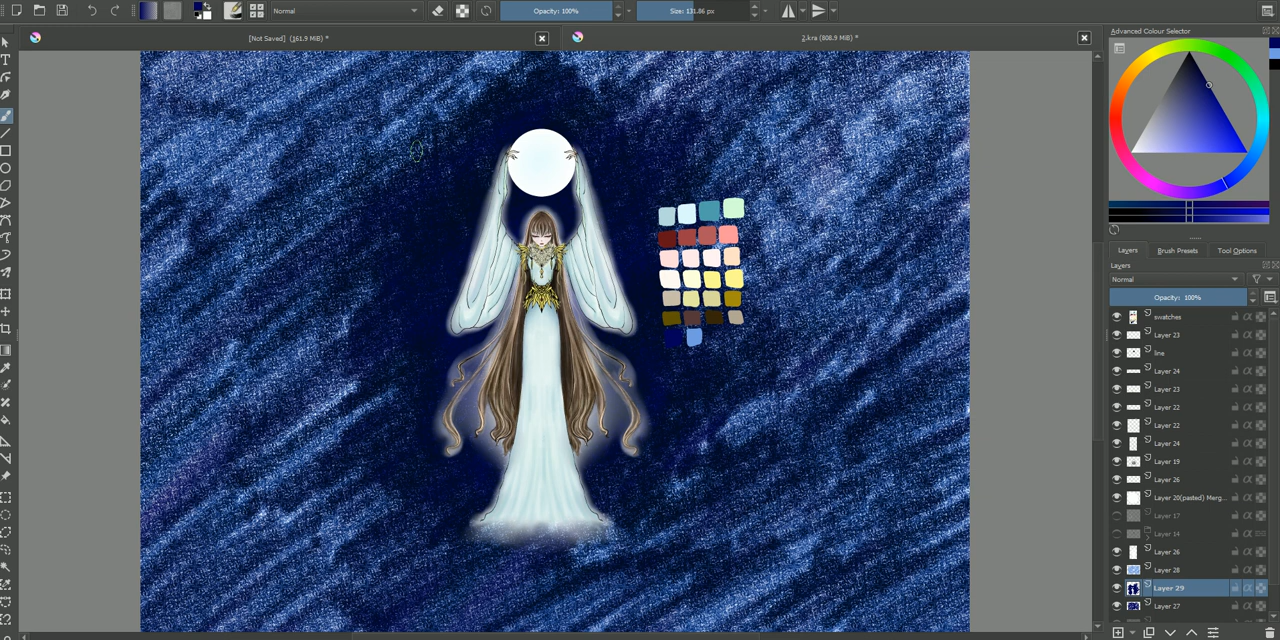 Normal
Opacity: 100%
Size: 131.86 px
[Not Saved] (161.9 MiB) *
2.kra (808.9 MiB) *
Advanced Colour Selector
Layers
Brush Presets
Tool Options
Layers
Normal
Opacity: 100%
swatches
Layer 23
line
Layer 24
Layer 23
Layer 22
Layer 22
Layer 24
Layer 19
Layer 26
Layer 20(pasted) Merg...
Layer 17
Layer 14
Layer 26
Layer 28
Layer 29
Layer 27